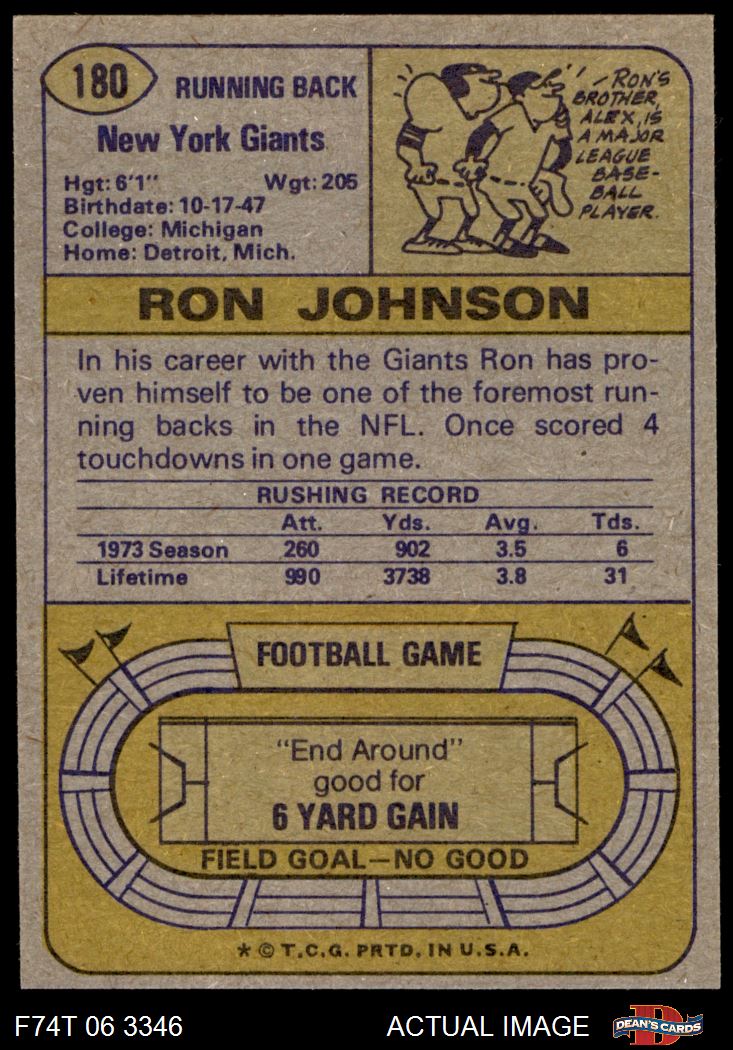 180
RUNNING BACK
New York Giants
Hgt: 6'1" Wgt: 205
Birthdate: 10-17-47
College: Michigan
Home: Detroit, Mich.
- RON'S
BROTHER,
ALEX, IS
A MAJOR
LEAGUE
BASE-
BALL
PLAYER.
RON JOHNSON
In his career with the Giants Ron has pro-
ven himself to be one of the foremost run-
ning backs in the NFL. Once scored 4
touchdowns in one game.
RUSHING RECORD
Att. Yds. Avg. Tds.
1973 Season 260 902 3.5 6
Lifetime 990 3738 3.8 31
FOOTBALL GAME
"End Around"
good for
6 YARD GAIN
FIELD GOAL—NO GOOD
* © T.C.G. PRTD. IN U.S.A.
F74T 06 3346 ACTUAL IMAGE D DEAN'S CARDS